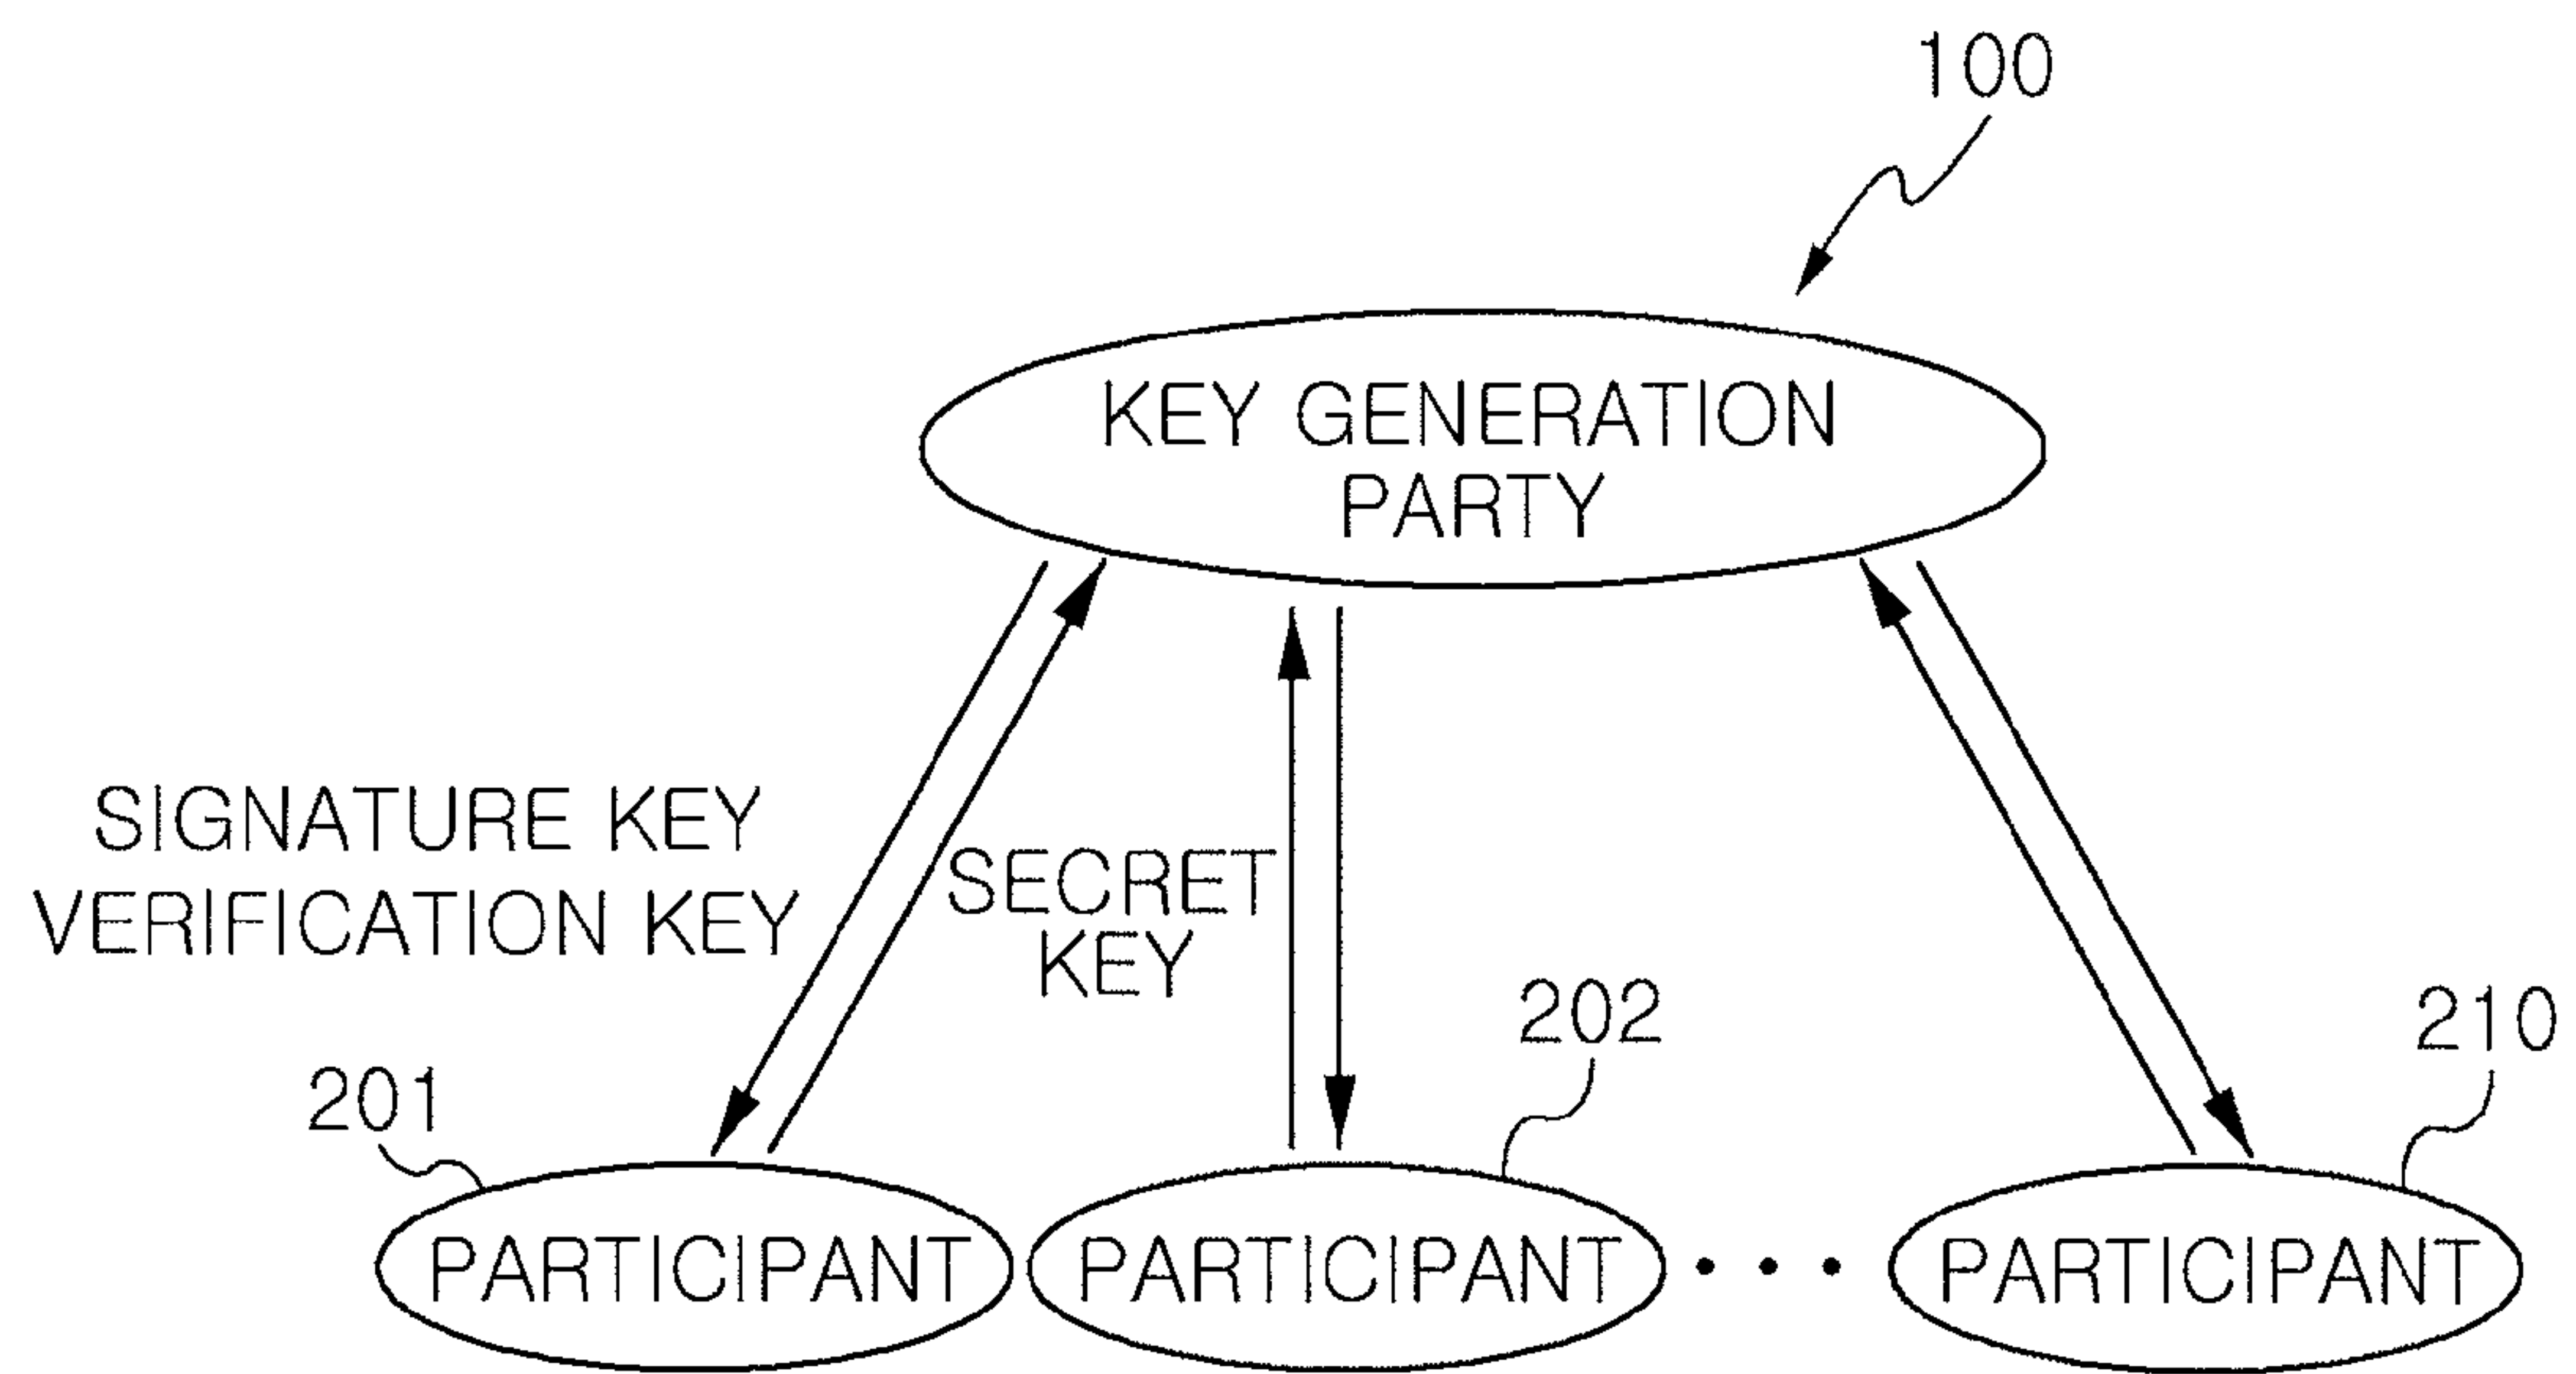 100
KEY GENERATION
PARTY
SIGNATURE KEY
VERIFICATION KEY
SECRET
KEY
201
202
210
PARTICIPANT
PARTICIPANT
• • •
PARTICIPANT